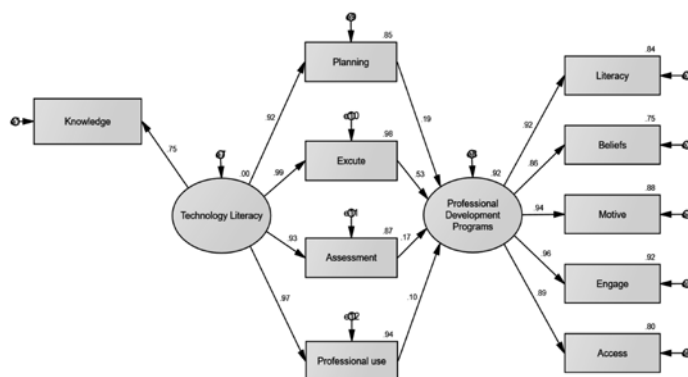 .85
Planning
.84
Literacy
.92
.19
.92
.75
Knowledge
.98
Excute
.75
Beliefs
.75
.00
.99
.53
.92
.86
.88
Technology Literacy
Professional
Development
Programs
.94
Motive
.93
.87
.17
Assessment
.96
.92
Engage
.97
.10
.89
.94
Professional use
.80
Access